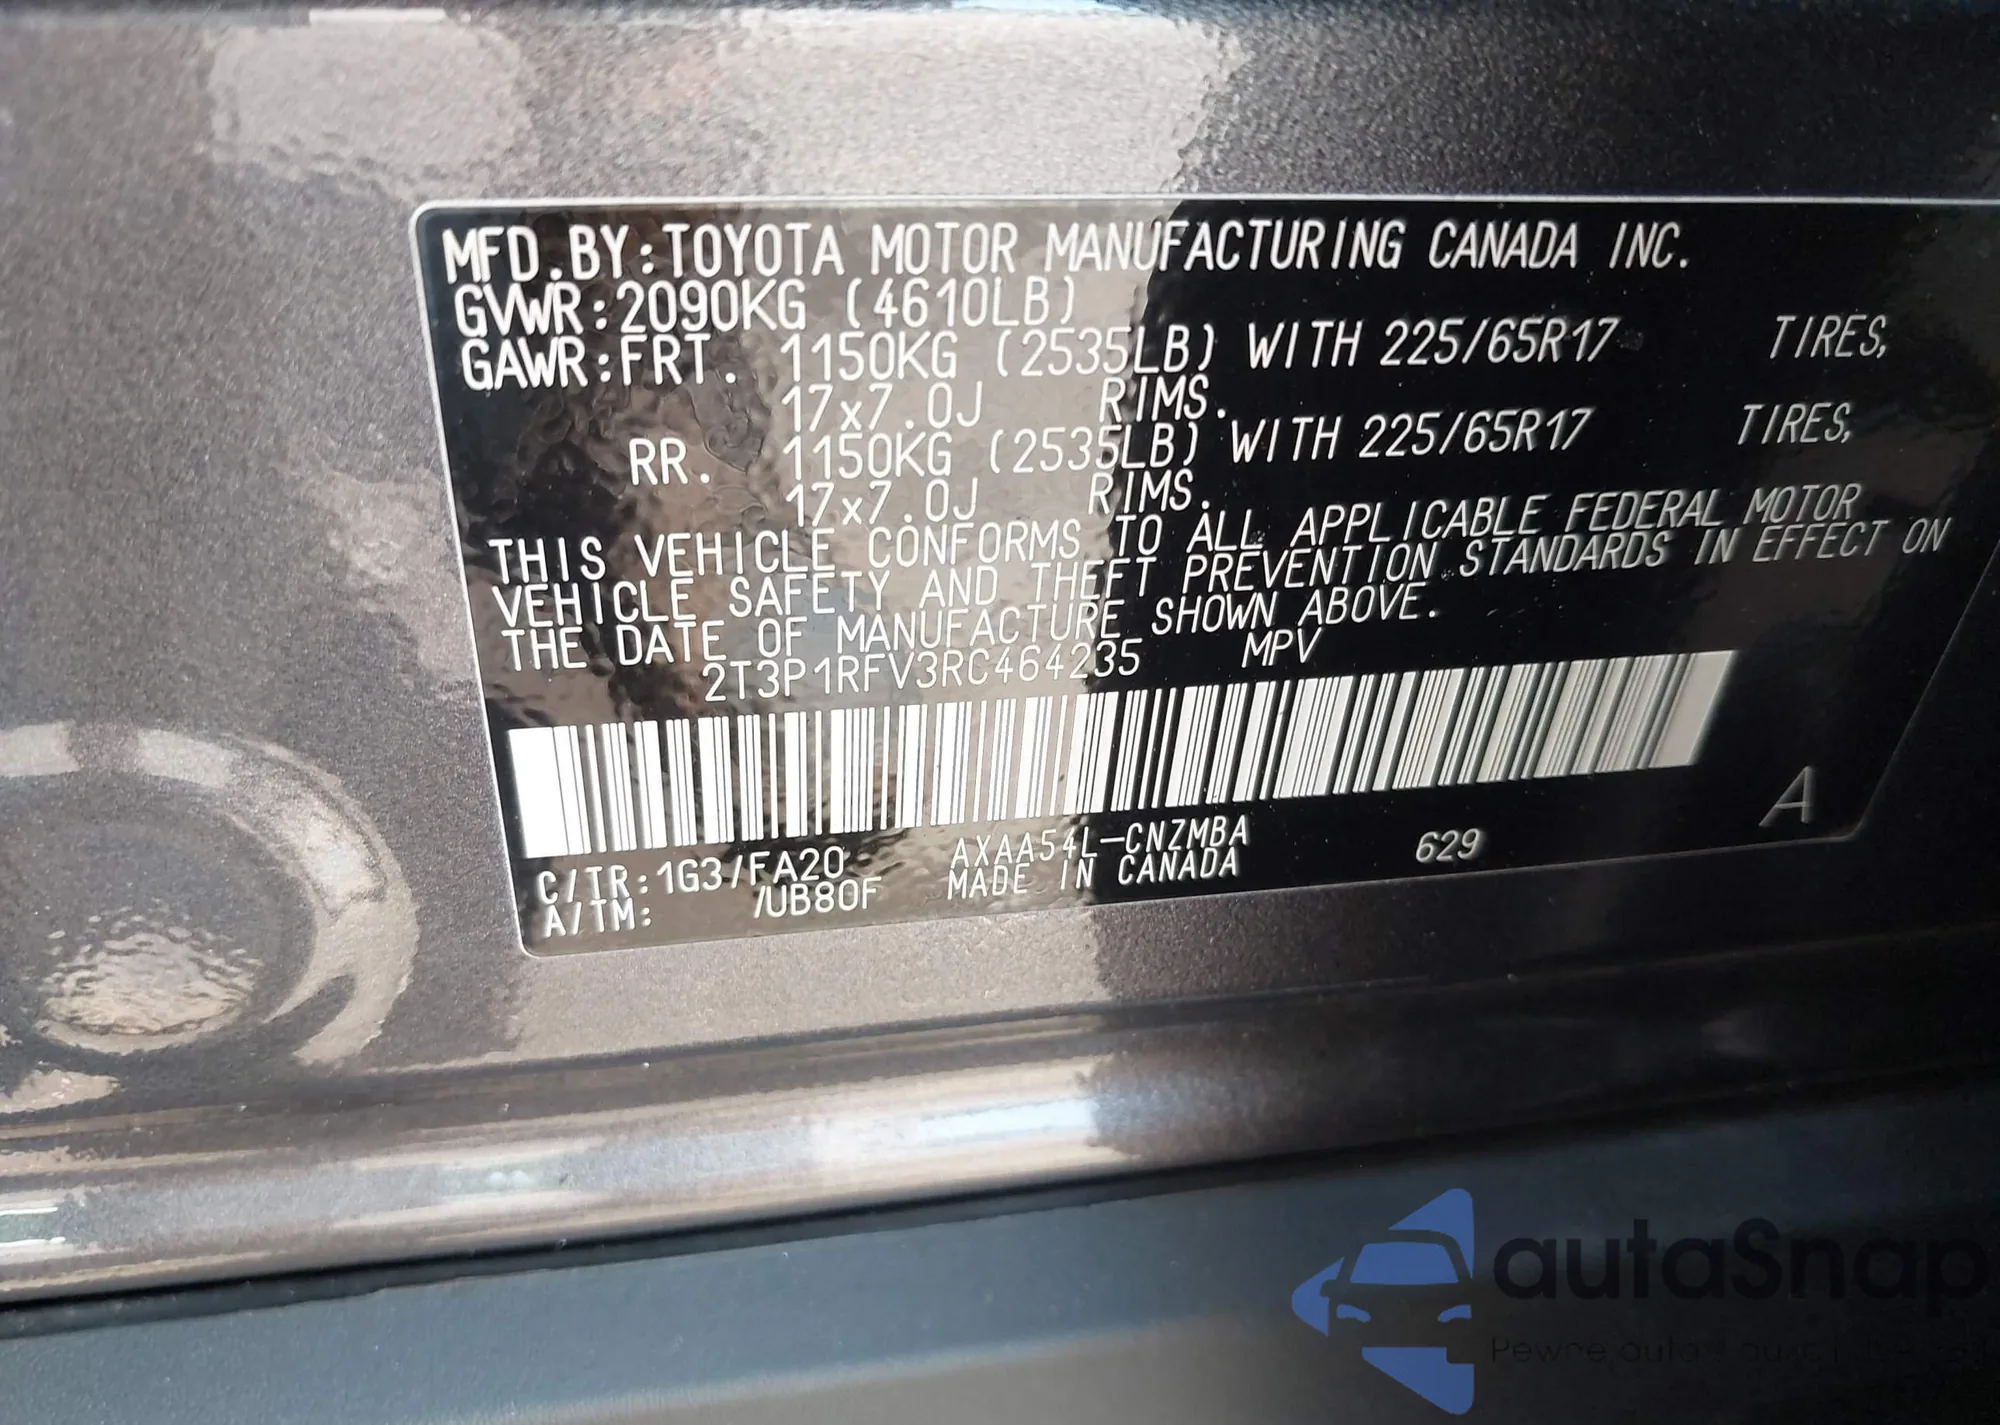 MFD.BY:TOYOTA MOTOR MANUFACTURING CANADA INC.
GVWR:2090KG (4610LB)
GAWR:FRT. 1150KG (2535LB) WITH 225/65R17 TIRES,
17x7.0J RIMS.
RR. 1150KG (2535LB) WITH 225/65R17 TIRES,
17x7.0J RIMS.
THIS VEHICLE CONFORMS TO ALL APPLICABLE FEDERAL MOTOR
VEHICLE SAFETY AND THEFT PREVENTION STANDARDS IN EFFECT ON
THE DATE OF MANUFACTURE SHOWN ABOVE.
2T3P1RFV3RC464235 MPV
A
C/TR:1G3/FA20 AXAA54L-CNZMBA 629
A/TM: /UB80F MADE IN CANADA
autaSnap
Pewne auta